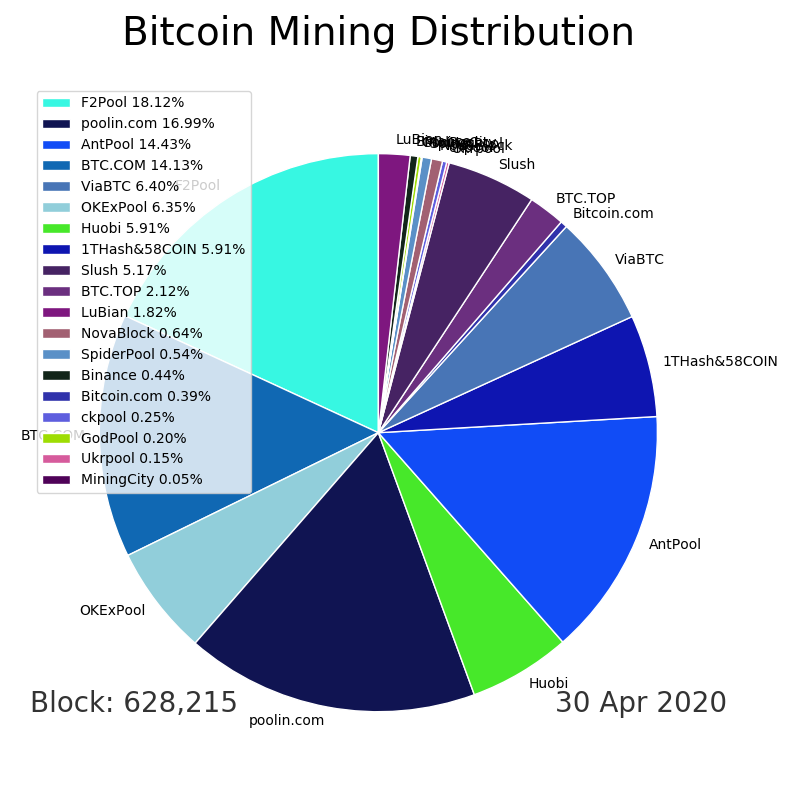 Bitcoin Mining Distribution
F2Pool 18.12%
poolin.com 16.99%
AntPool 14.43%
BTC.COM 14.13%
ViaBTC 6.40%
OKExPool 6.35%
Huobi 5.91%
1THash&58COIN 5.91%
Slush 5.17%
BTC.TOP 2.12%
LuBian 1.82%
NovaBlock 0.64%
SpiderPool 0.54%
Binance 0.44%
Bitcoin.com 0.39%
ckpool 0.25%
GodPool 0.20%
Ukrpool 0.15%
MiningCity 0.05%
LuBian
Slush
BTC.TOP
Bitcoin.com
ViaBTC
1THash&58COIN
AntPool
Huobi
poolin.com
OKExPool
BTC.COM
F2Pool
Block: 628,215
30 Apr 2020